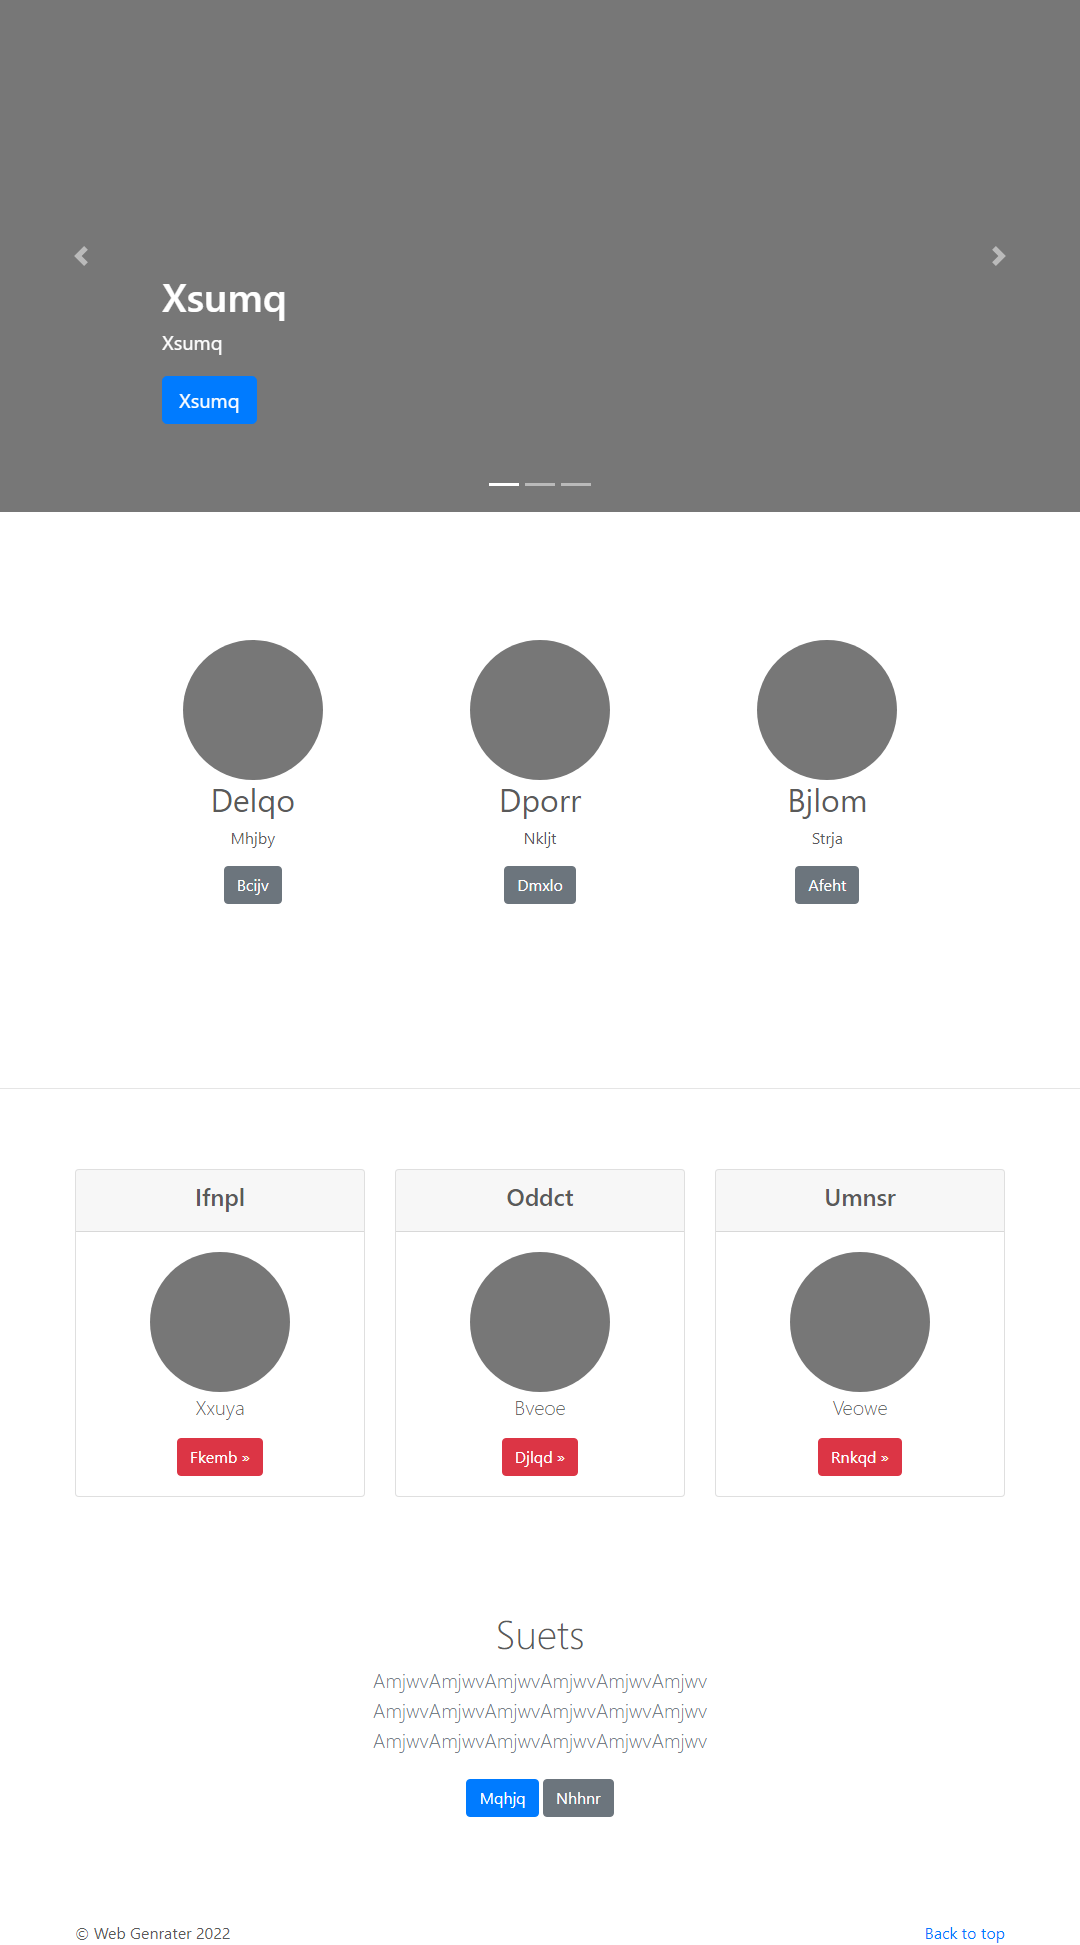 Xsumq
Xsumq
Xsumq
Delqo
Dporr
Bjlom
Mhjby
Nkljt
Strja
Bcijv
Dmxlo
Afeht
Ifnpl
Oddct
Umnsr
Xxuya
Bveoe
Veowe
Fkemb »
Djlqd »
Rnkqd »
Suets
AmjwvAmjwvAmjwvAmjwvAmjwvAmjwv
AmjwvAmjwvAmjwvAmjwvAmjwvAmjwv
AmjwvAmjwvAmjwvAmjwvAmjwvAmjwv
Mqhjq
Nhhnr
© Web Genrater 2022
Back to top